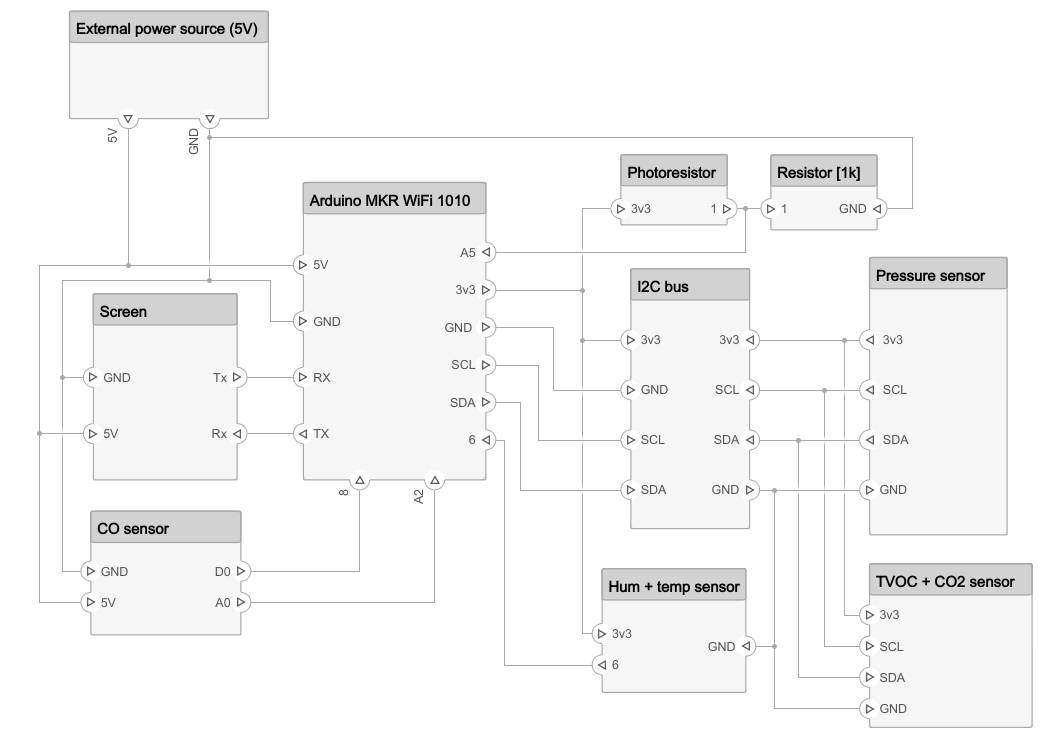 External power source (5V)
5V
GND
Photoresistor
3v3
1
Resistor [1k]
1
GND
Arduino MKR WiFi 1010
5V
GND
RX
TX
A5
3v3
GND
SCL
SDA
6
8
A2
Screen
GND
5V
Tx
Rx
I2C bus
3v3
GND
SCL
SDA
3v3
SCL
SDA
GND
Pressure sensor
3v3
SCL
SDA
GND
CO sensor
GND
5V
D0
A0
Hum + temp sensor
3v3
6
GND
TVOC + CO2 sensor
3v3
SCL
SDA
GND